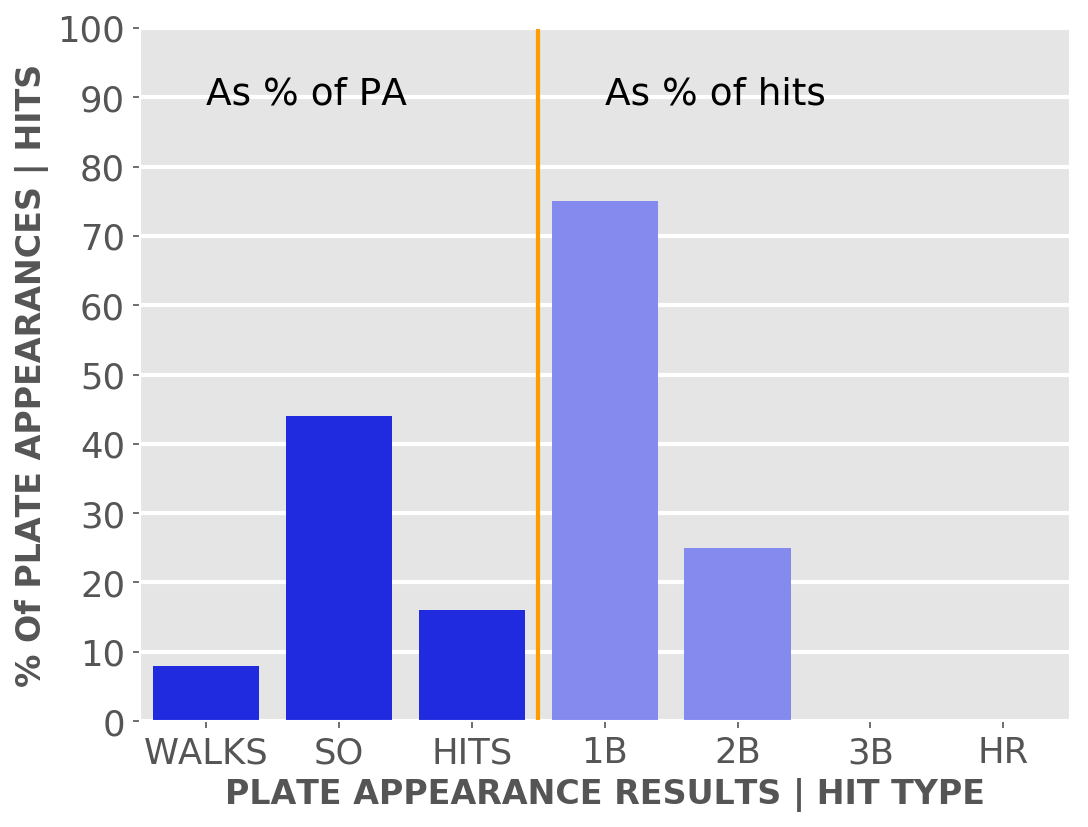 As % of PA
As % of hits
% Of PLATE APPEARANCES | HITS
100
90
80
70
60
50
40
30
20
10
0
WALKS SO HITS 1B 2B 3B HR
PLATE APPEARANCE RESULTS | HIT TYPE